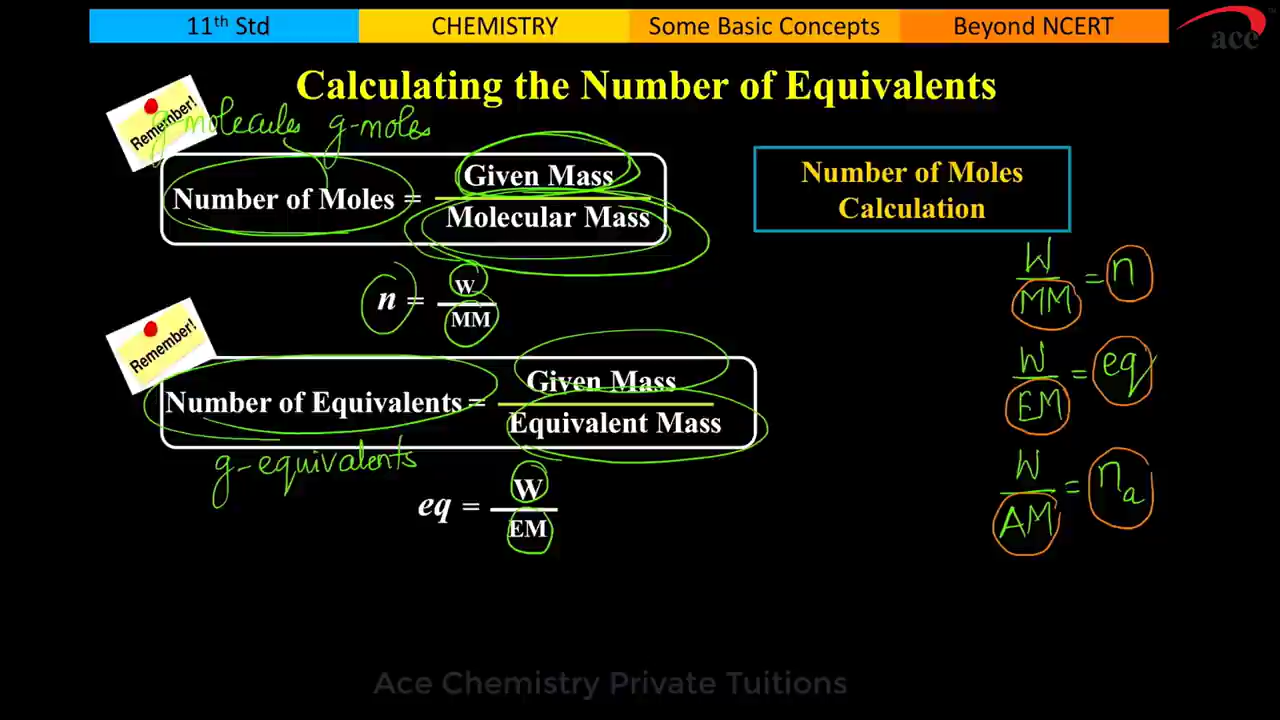 11th Std CHEMISTRY Some Basic Concepts Beyond NCERT
ace
Calculating the Number of Equivalents
Remember!
g-molecules g-moles
Number of Moles = Given Mass / Molecular Mass
Number of Moles
Calculation
n = W / MM
W / MM = n
Remember!
Number of Equivalents = Given Mass / Equivalent Mass
W / EM = eq
g-equivalents
eq = W / EM
W / AM = na
Ace Chemistry Private Tuitions